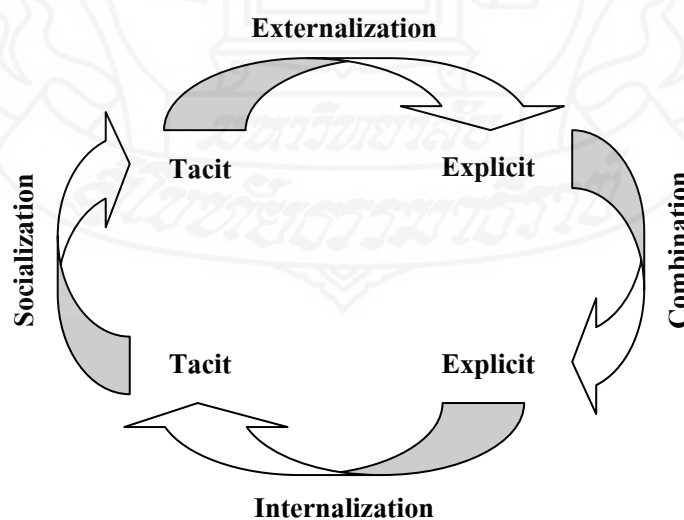 Externalization
Tacit
Explicit
Socialization
Combination
Tacit
Explicit
Internalization